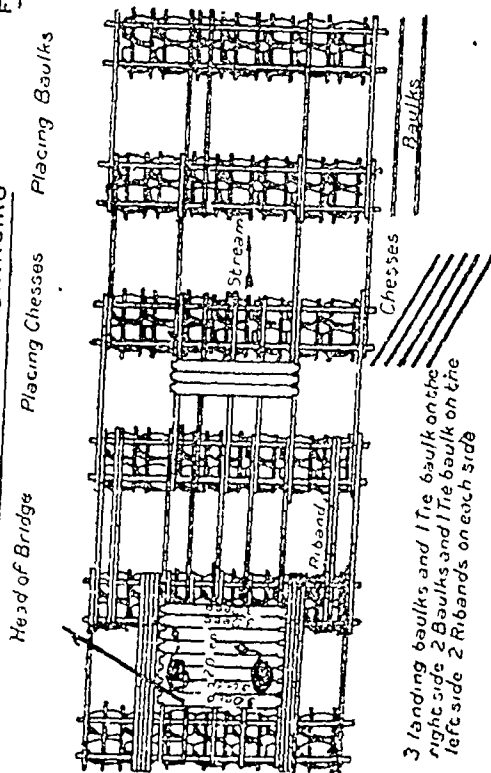 Head of Bridge
Placing Chesses
Placing Baulks
Stream
Riband
Chesses
Baulks
3 landing baulks and 1 Tie baulk on the
right side 2 Baulks and 1 Tie baulk on the
left side 2 Ribands on each side